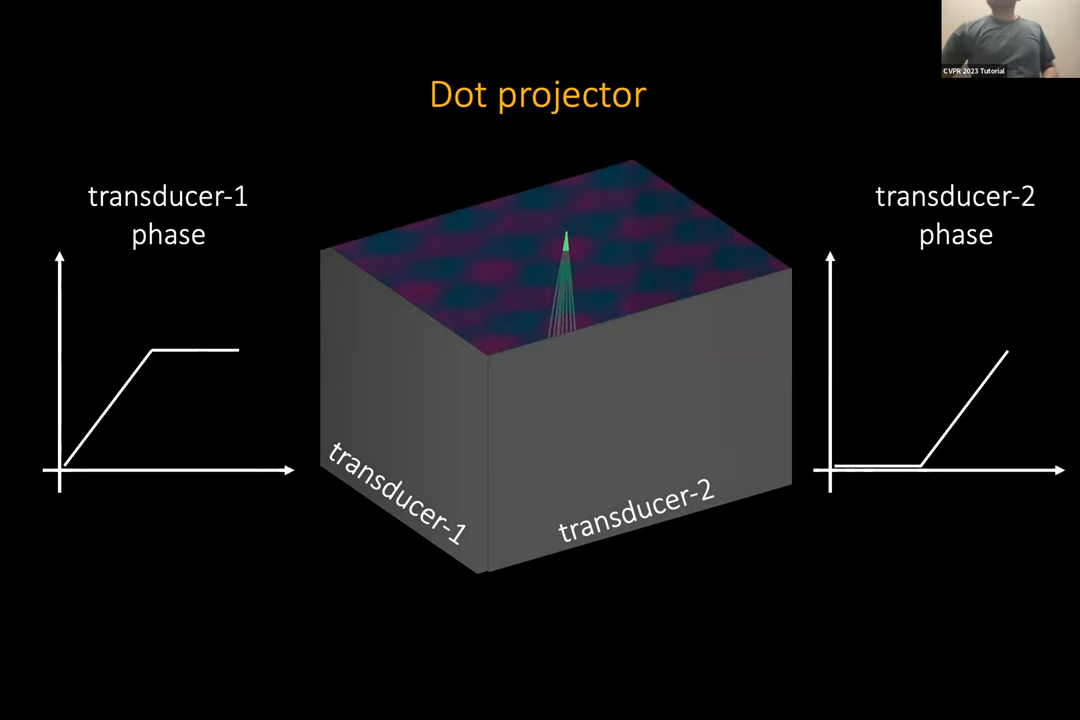 CVPR 2023 Tutorial
Dot projector
transducer-1
phase
transducer-2
phase
transducer-1
transducer-2